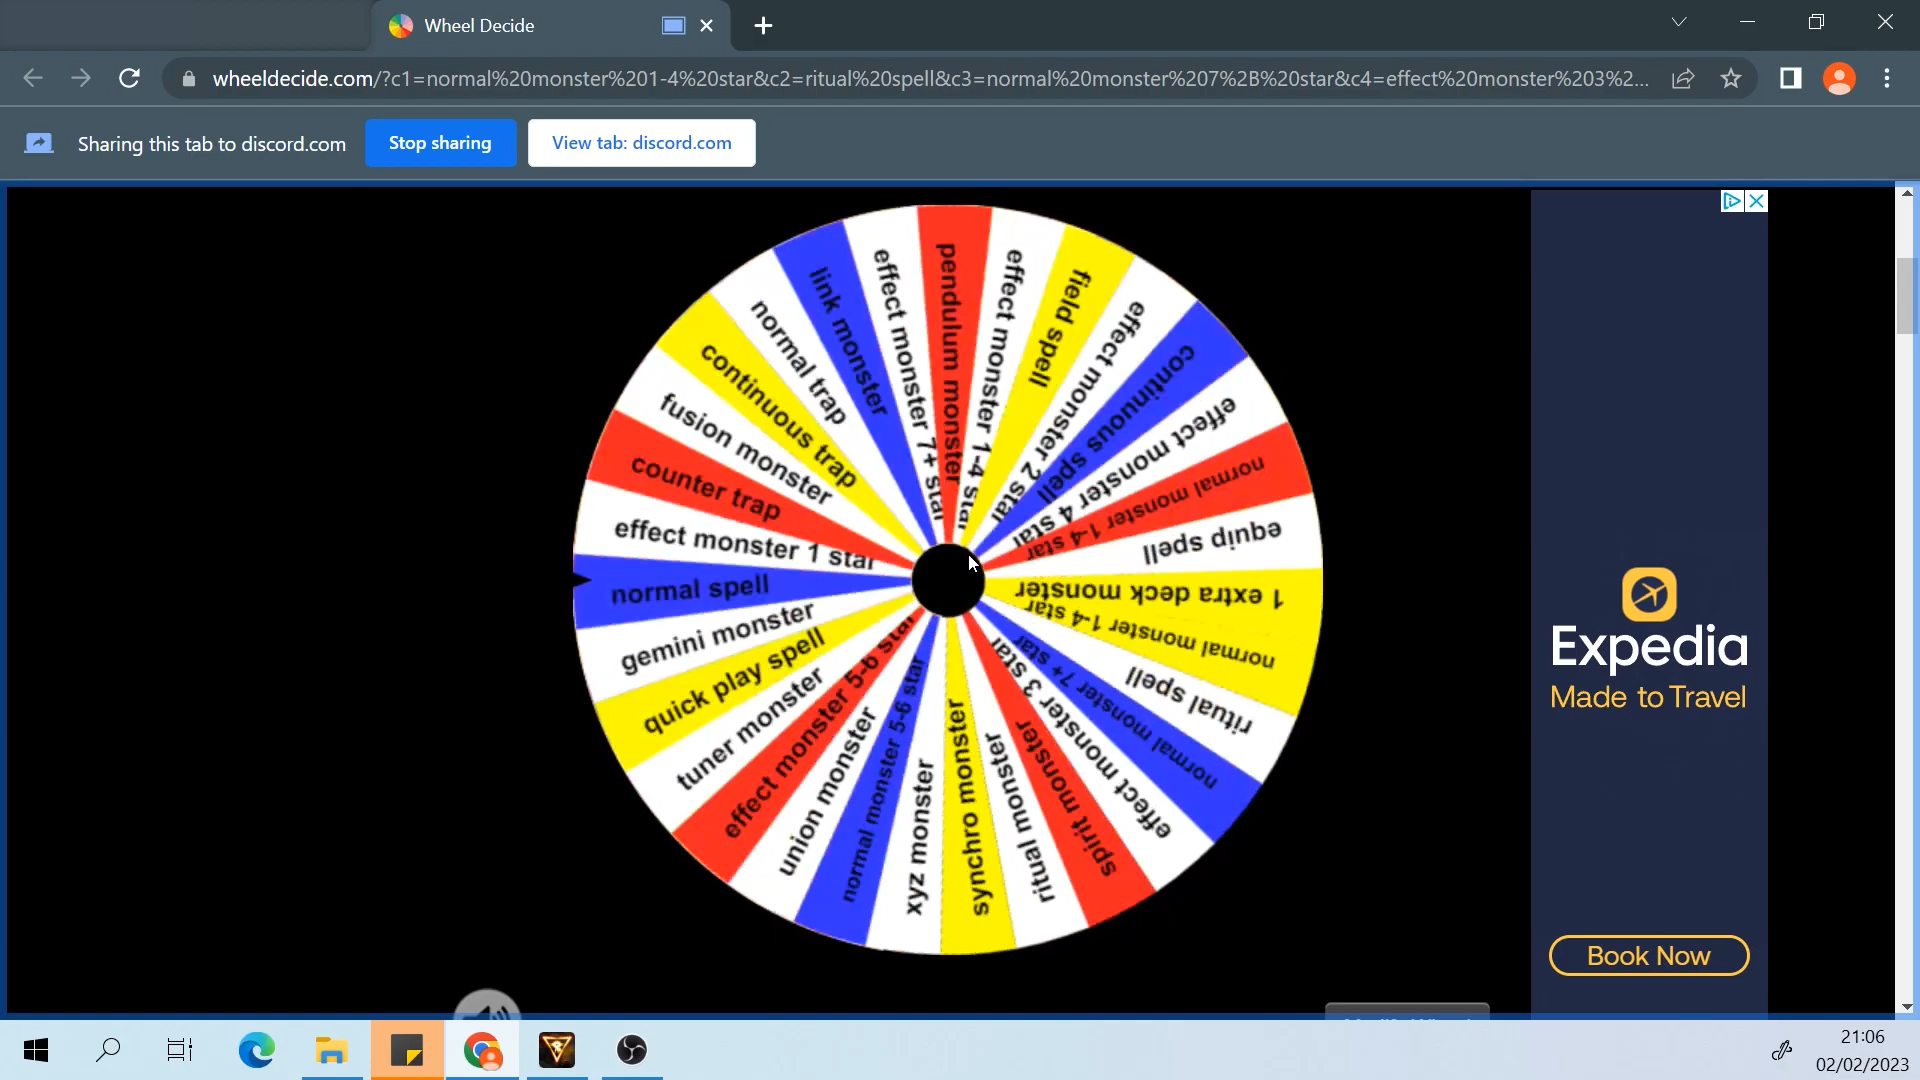 Wheel Decide
wheeldecide.com/?c1=normal%20monster%201-4%20star&c2=ritual%20spell&c3=normal%20monster%207%2B%20star&c4=effect%20monster%203%2...
Sharing this tab to discord.com
Stop sharing
View tab: discord.com
pendulum monster
effect monster 1-4 star
field spell
effect monster 2 star
continuous spell
effect monster 4 star
normal monster 1-4 star
equip spell
1 extra deck monster
normal monster 1-4 star
ritual spell
normal monster 7+ star
effect monster 3 star
spirit monster
ritual monster
synchro monster
xyz monster
normal monster 5-6 star
union monster
effect monster 5-6 star
tuner monster
quick play spell
gemini monster
normal spell
effect monster 1 star
counter trap
fusion monster
continuous trap
normal trap
link monster
effect monster 7+ star
Expedia
Made to Travel
Book Now
21:06
02/02/2023